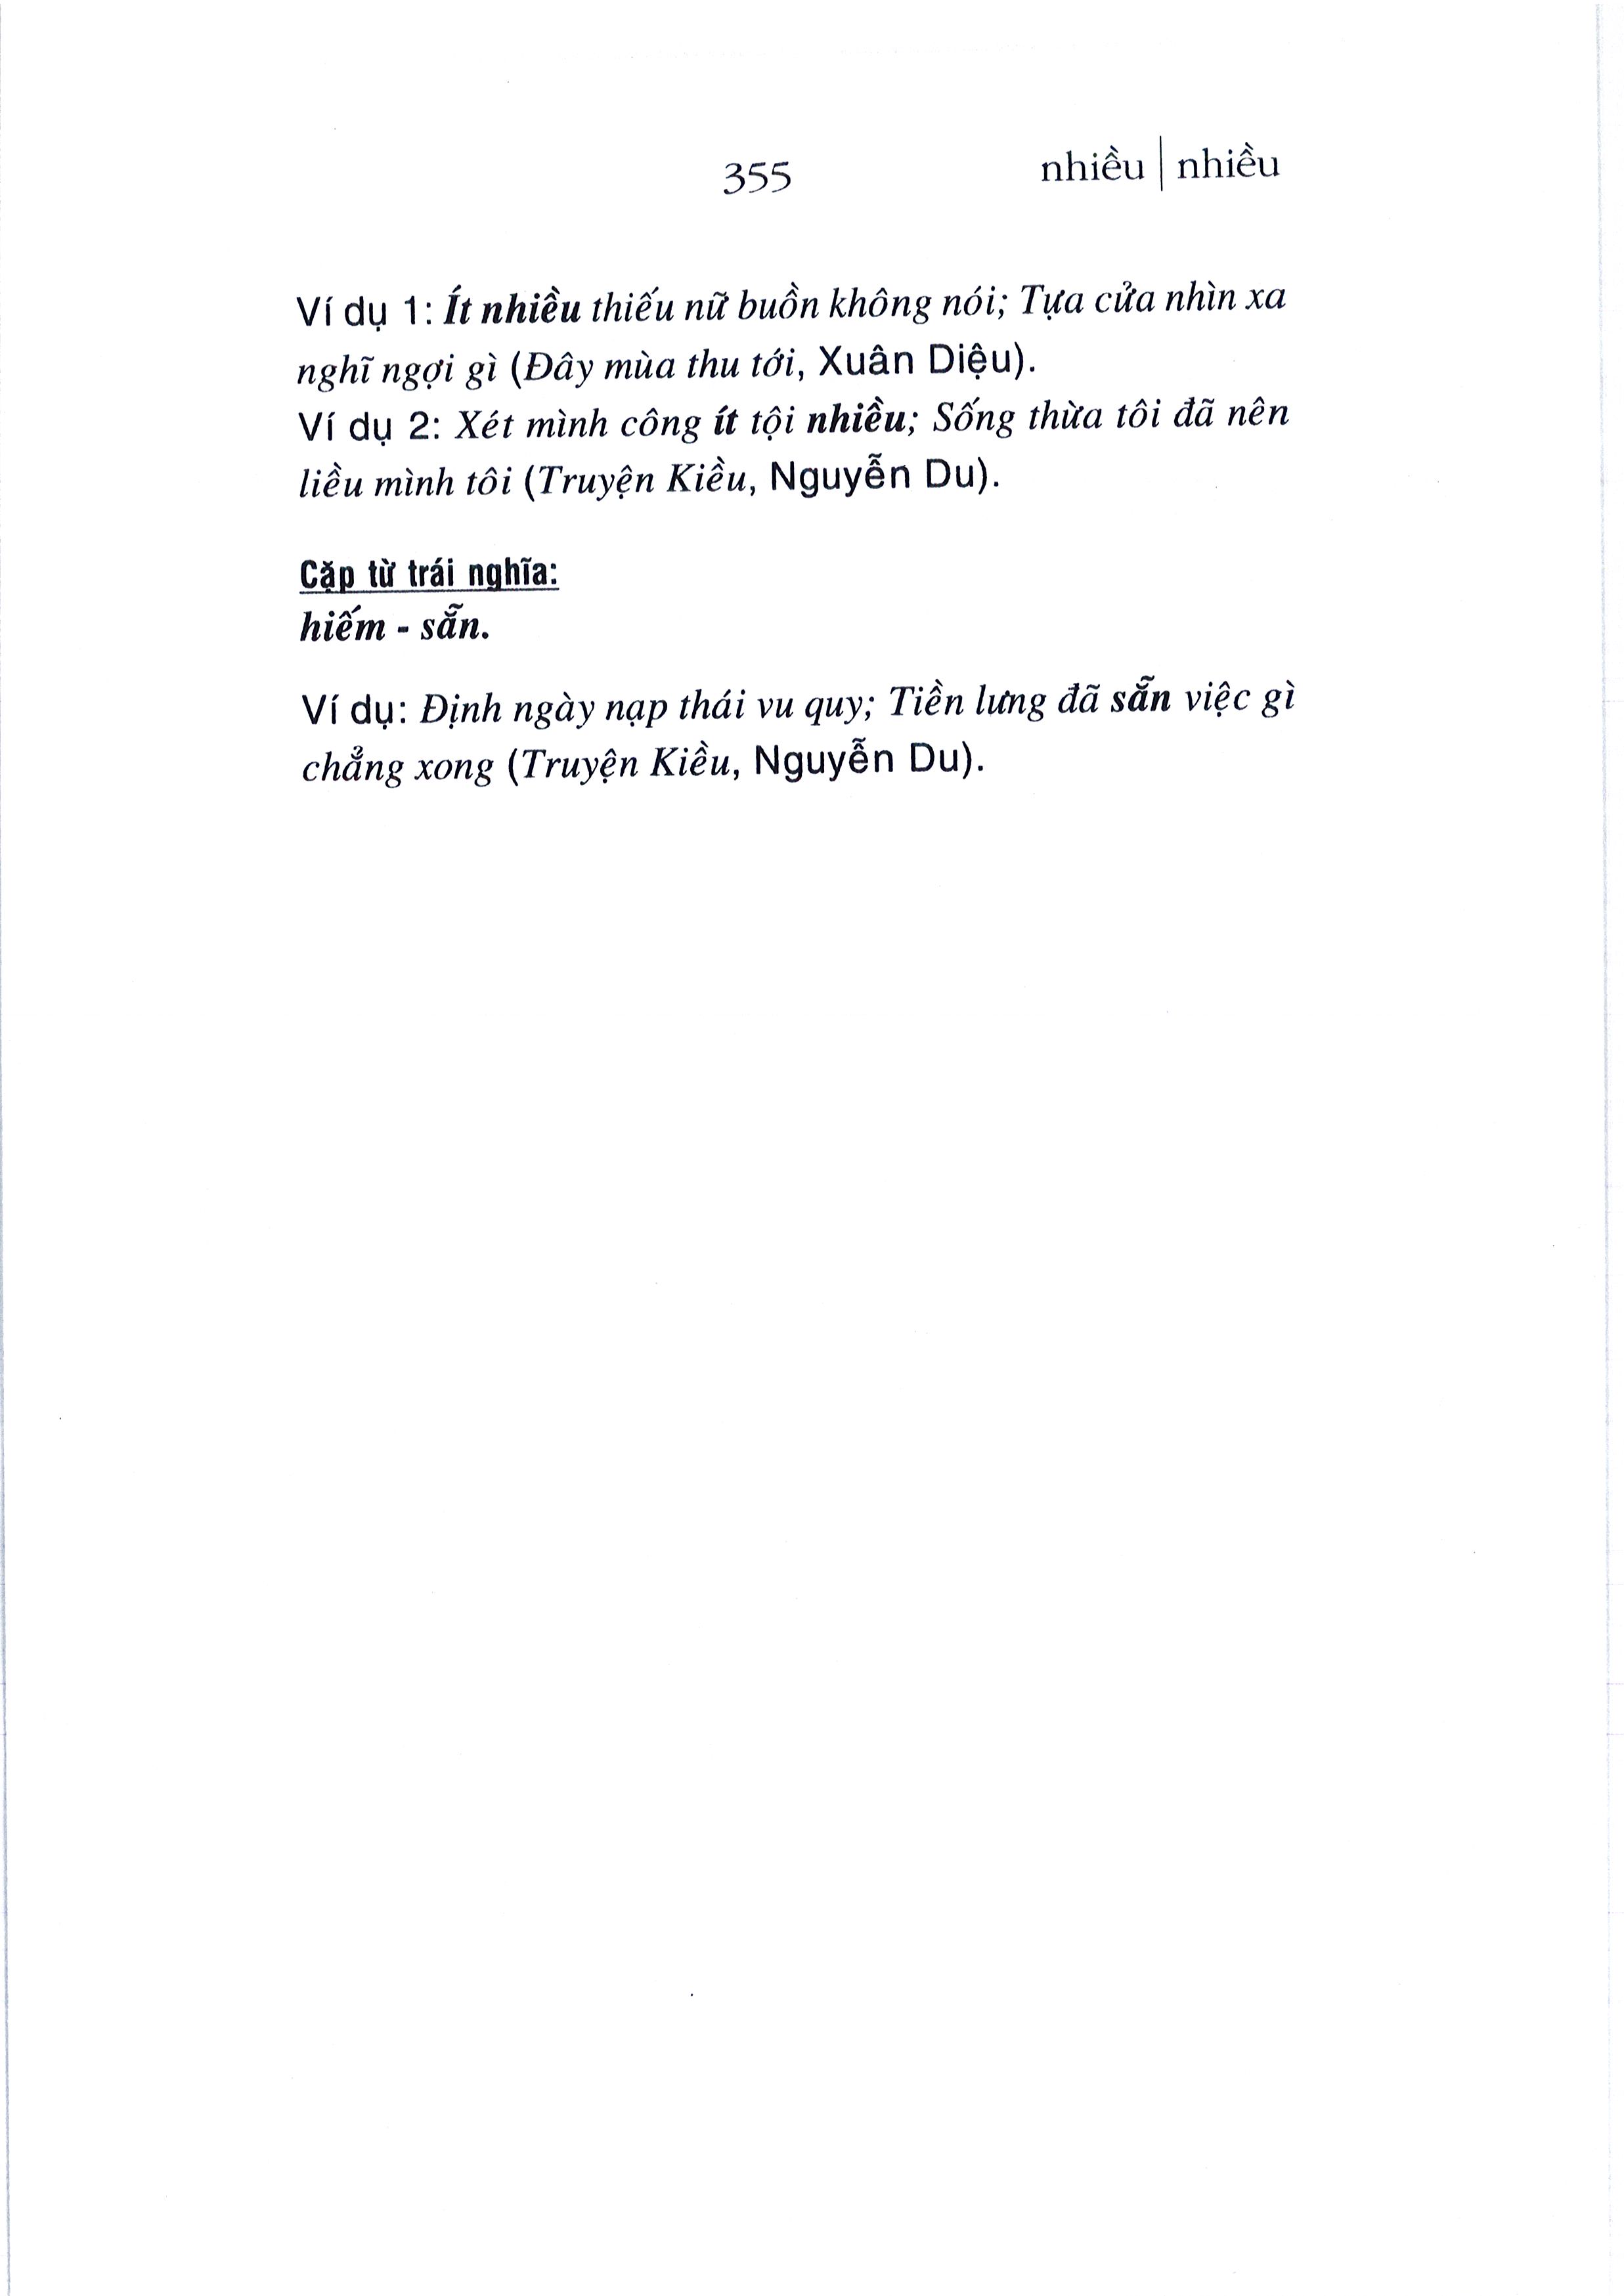 355 nhiều | nhiều
Ví dụ 1: Ít nhiều thiếu nữ buồn không nói; Tựa cửa nhìn xa
nghĩ ngợi gì (Đây mùa thu tới, Xuân Diệu).
Ví dụ 2: Xét mình công ít tội nhiều; Sống thừa tôi đã nên
liều mình tôi (Truyện Kiều, Nguyễn Du).
Cặp từ trái nghĩa:
hiếm - sẵn.
Ví dụ: Định ngày nạp thái vu quy; Tiền lưng đã sẵn việc gì
chẳng xong (Truyện Kiều, Nguyễn Du).